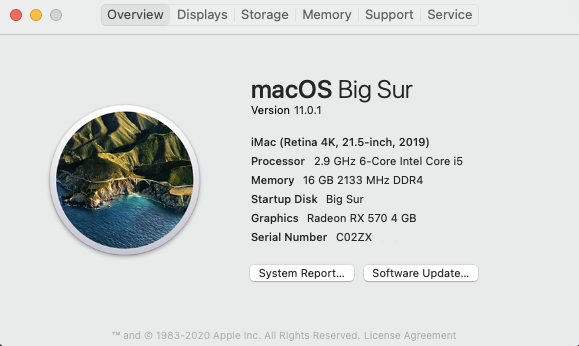 Overview Displays Storage Memory Support Service
macOS Big Sur
Version 11.0.1
iMac (Retina 4K, 21.5-inch, 2019)
Processor 2.9 GHz 6-Core Intel Core i5
Memory 16 GB 2133 MHz DDR4
Startup Disk Big Sur
Graphics Radeon RX 570 4 GB
Serial Number C02ZX
System Report... Software Update...
™ and © 1983-2020 Apple Inc. All Rights Reserved. License Agreement